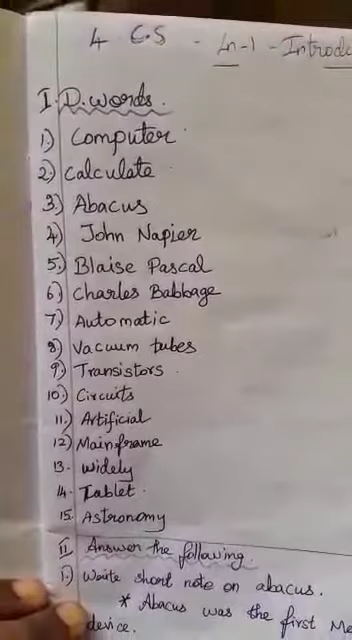 4 C.S - Ln-1 - Introdu
I. D. words.
1) Computer
2) Calculate
3) Abacus
4) John Napier
5) Blaise Pascal
6) Charles Babbage
7) Automatic
8) Vacuum tubes
9) Transistors
10) Circuits
11) Artificial
12) Mainframe
13. Widely
14. Tablet
15. Astronomy
II Answer the following.
1.) Write short note on abacus.
* Abacus was the first Me
device.